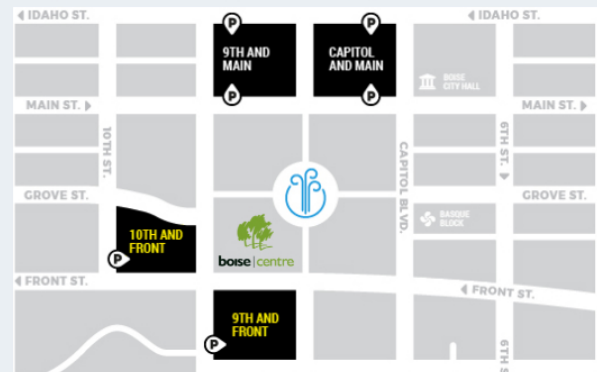 ◀ IDAHO ST.
◀ IDAHO ST.
P
P
9TH AND
MAIN
CAPITOL
AND MAIN
BOISE
CITY HALL
P
P
MAIN ST. ▶
MAIN ST. ▶
10TH ST.
CAPITOL BLVD.
6TH ST. ▶
GROVE ST.
GROVE ST.
BASQUE
BLOCK
10TH AND
FRONT
P
boise|centre
◀ FRONT ST.
◀ FRONT ST.
9TH AND
FRONT
P